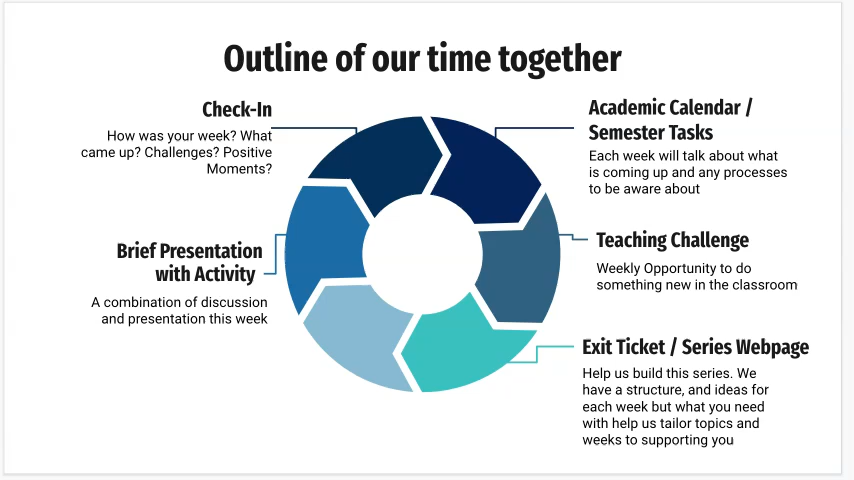 Outline of our time together
Check-In
How was your week? What
came up? Challenges? Positive
Moments?
Academic Calendar /
Semester Tasks
Each week will talk about what
is coming up and any processes
to be aware about
Brief Presentation
with Activity
A combination of discussion
and presentation this week
Teaching Challenge
Weekly Opportunity to do
something new in the classroom
Exit Ticket / Series Webpage
Help us build this series. We
have a structure, and ideas for
each week but what you need
with help us tailor topics and
weeks to supporting you